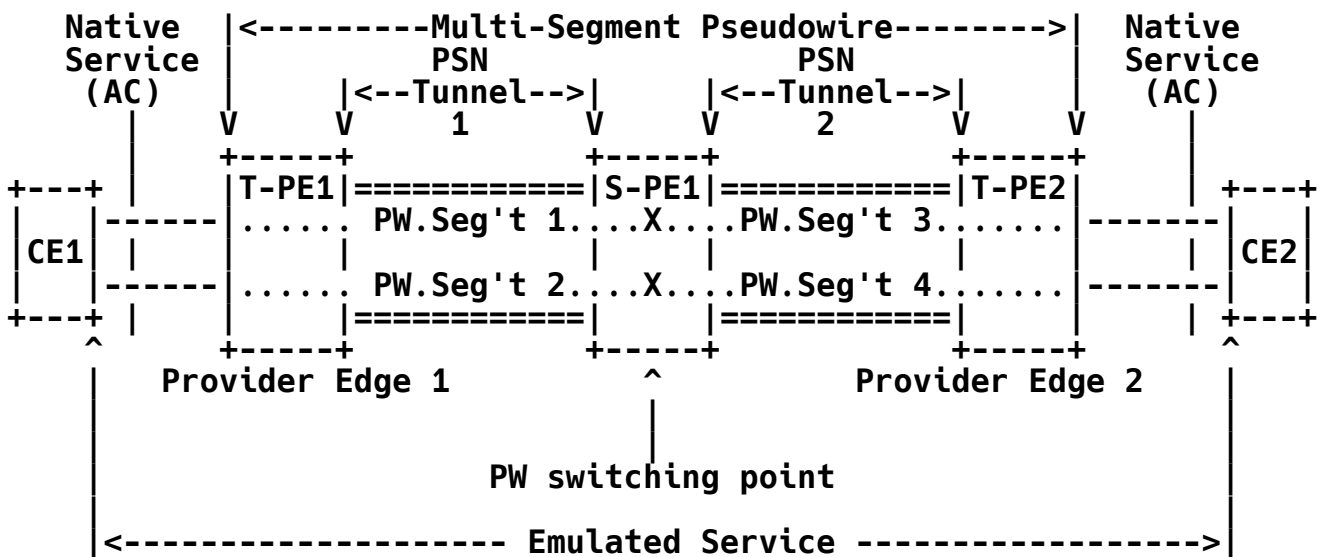 Native |<---------Multi-Segment Pseudowire-------->| Native
Service | PSN PSN | Service
(AC) | |<--Tunnel-->| |<--Tunnel-->| | (AC)
| V V 1 V V 2 V V |
| +-----+ +-----+ +-----+ |
+---+ | |T-PE1|============|S-PE1|============|T-PE2| | +---+
| |------|...... PW.Seg't 1....X....PW.Seg't 3.......|-------| |
|CE1| | | | | | | | | |CE2|
| |------|...... PW.Seg't 2....X....PW.Seg't 4.......|-------| |
+---+ | | |============| |============| | | +---+
^ +-----+ +-----+ +-----+ ^
| Provider Edge 1 ^ Provider Edge 2 |
| | |
| | |
| PW switching point |
| |
|<-------------------- Emulated Service ------------------>|